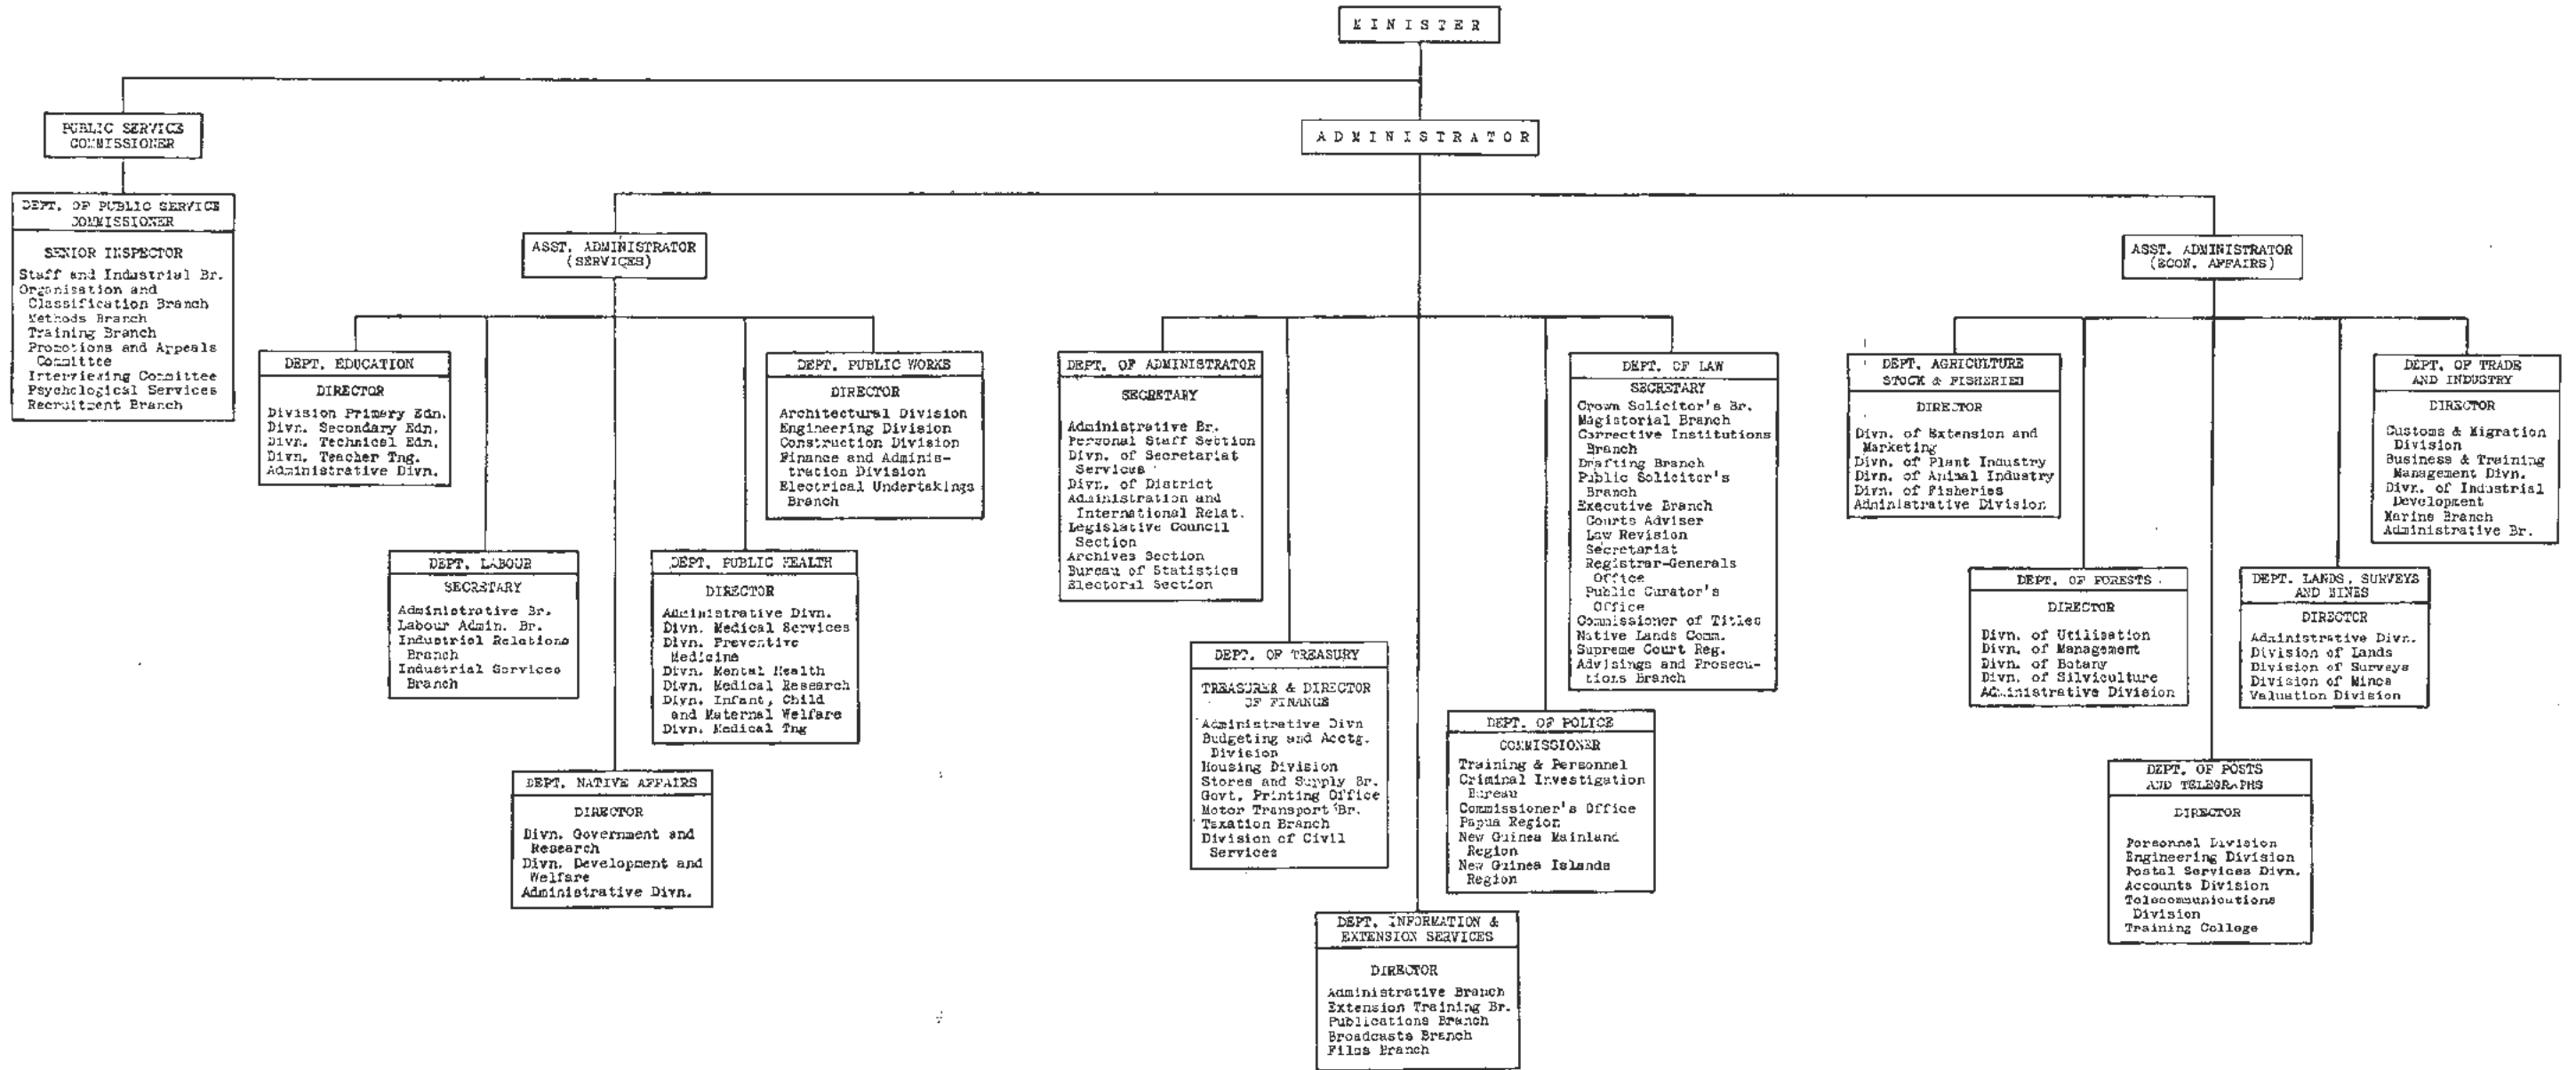 MINISTER
PUBLIC SERVICE
COMMISSIONER
ADMINISTRATOR
DEPT. OF PUBLIC SERVICE
COMMISSIONER
SENIOR INSPECTOR
Staff and Industrial Br.
Organisation and
Classification Branch
Methods Branch
Training Branch
Promotions and Appeals
Committee
Interviewing Committee
Psychological Services
Recruitment Branch
ASST. ADMINISTRATOR
(SERVICES)
ASST. ADMINISTRATOR
(ECON. AFFAIRS)
DEPT. EDUCATION
DIRECTOR
Division Primary Edn.
Divn. Secondary Edn.
Divn. Technical Edn.
Divn. Teacher Tng.
Administrative Divn.
DEPT. LABOUR
SECRETARY
Administrative Br.
Labour Admin. Br.
Industrial Relations
Branch
Industrial Services
Branch
DEPT. NATIVE AFFAIRS
DIRECTOR
Divn. Government and
Research
Divn. Development and
Welfare
Administrative Divn.
DEPT. PUBLIC HEALTH
DIRECTOR
Administrative Divn.
Divn. Medical Services
Divn. Preventive
Medicine
Divn. Mental Health
Divn. Medical Research
Divn. Infant, Child
and Maternal Welfare
Divn. Medical Tng
DEPT. PUBLIC WORKS
DIRECTOR
Architectural Division
Engineering Division
Construction Division
Finance and Adminis-
tration Division
Electrical Undertakings
Branch
DEPT. OF ADMINISTRATOR
SECRETARY
Administrative Br.
Personal Staff Section
Divn. of Secretariat
Services
Divn. of District
Administration and
International Relat.
Legislative Council
Section
Archives Section
Bureau of Statistics
Electoral Section
DEPT. OF TREASURY
TREASURER & DIRECTOR
OF FINANCE
Administrative Divn
Budgeting and Acctg.
Division
Housing Division
Stores and Supply Br.
Govt. Printing Office
Motor Transport Br.
Taxation Branch
Division of Civil
Services
DEPT. INFORMATION &
EXTENSION SERVICES
DIRECTOR
Administrative Branch
Extension Training Br.
Publications Branch
Broadcasts Branch
Films Branch
DEPT. OF POLICE
COMMISSIONER
Training & Personnel
Criminal Investigation
Bureau
Commissioner's Office
Papua Region
New Guinea Mainland
Region
New Guinea Islands
Region
DEPT. OF LAW
SECRETARY
Crown Solicitor's Br.
Magistorial Branch
Corrective Institutions
Branch
Drafting Branch
Public Solicitor's
Branch
Executive Branch
Courts Adviser
Law Revision
Secretariat
Registrar-Generals
Office
Public Curator's
Office
Commissioner of Titles
Native Lands Comm.
Supreme Court Reg.
Advisings and Prosecu-
tions Branch
DEPT. AGRICULTURE
STOCK & FISHERIES
DIRECTOR
Divn. of Extension and
Marketing
Divn. of Plant Industry
Divn. of Animal Industry
Divn. of Fisheries
Administrative Division
DEPT. OF FORESTS
DIRECTOR
Divn. of Utilisation
Divn. of Management
Divn. of Botany
Divn. of Silviculture
Administrative Division
DEPT. OF POSTS
AND TELEGRAPHS
DIRECTOR
Personnel Division
Engineering Division
Postal Services Divn.
Accounts Division
Telecommunications
Division
Training College
DEPT. LANDS, SURVEYS
AND MINES
DIRECTOR
Administrative Divn.
Division of Lands
Division of Surveys
Division of Mines
Valuation Division
DEPT. OF TRADE
AND INDUSTRY
DIRECTOR
Customs & Migration
Division
Business & Training
Management Divn.
Divn. of Industrial
Development
Marine Branch
Administrative Br.